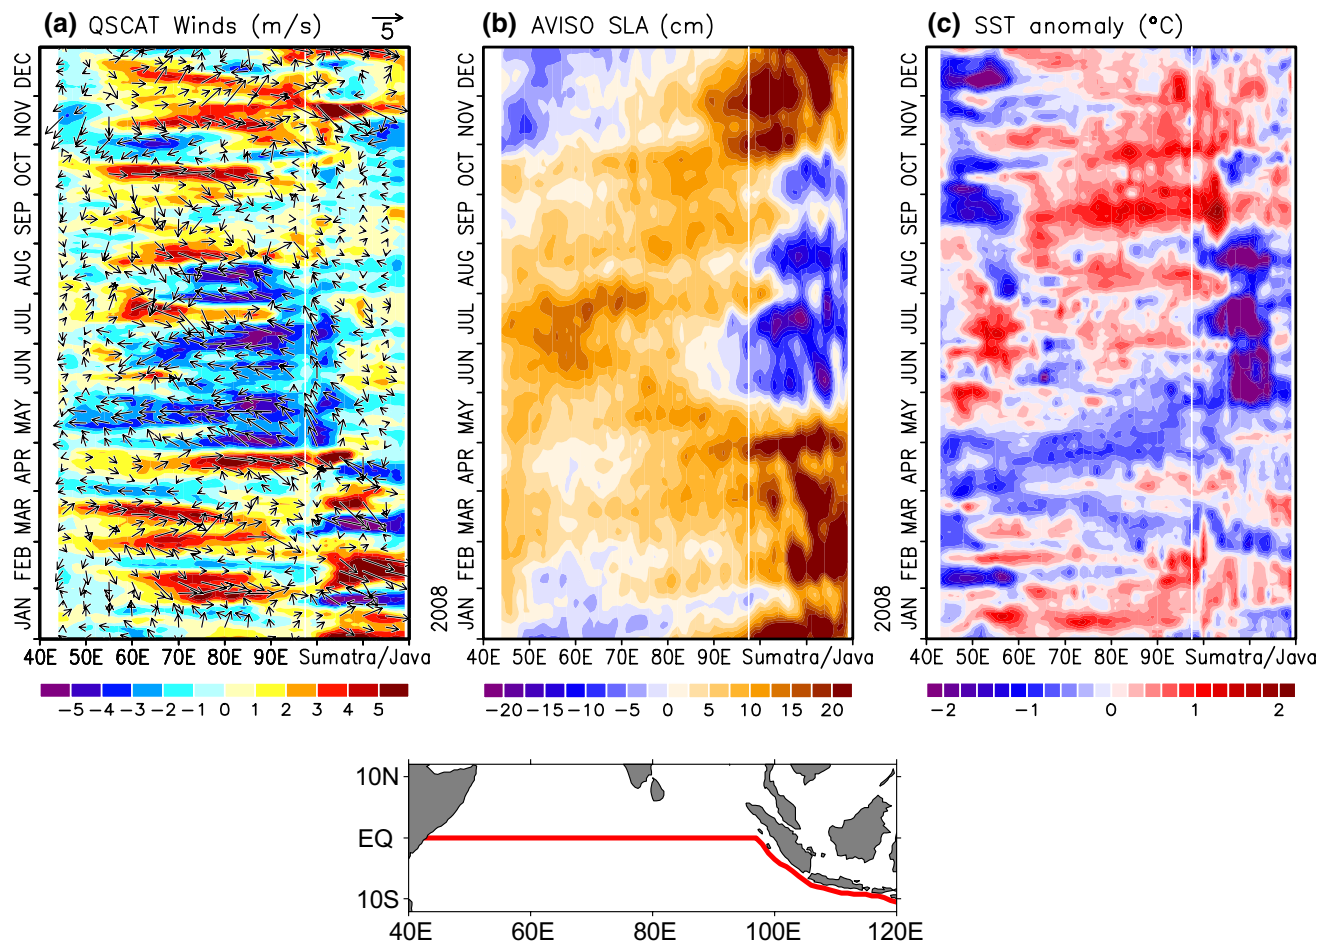 (a) QSCAT Winds (m/s) 5
(b) AVISO SLA (cm)
(c) SST anomaly (°C)
JAN FEB MAR APR MAY JUN JUL AUG SEP OCT NOV DEC
2008 JAN FEB MAR APR MAY JUN JUL AUG SEP OCT NOV DEC
2008 JAN FEB MAR APR MAY JUN JUL AUG SEP OCT NOV DEC
40E 50E 60E 70E 80E 90E Sumatra/Java
40E 50E 60E 70E 80E 90E Sumatra/Java
40E 50E 60E 70E 80E 90E Sumatra/Java
-5 -4 -3 -2 -1 0 1 2 3 4 5
-20 -15 -10 -5 0 5 10 15 20
-2 -1 0 1 2
10N
EQ
10S
40E 60E 80E 100E 120E